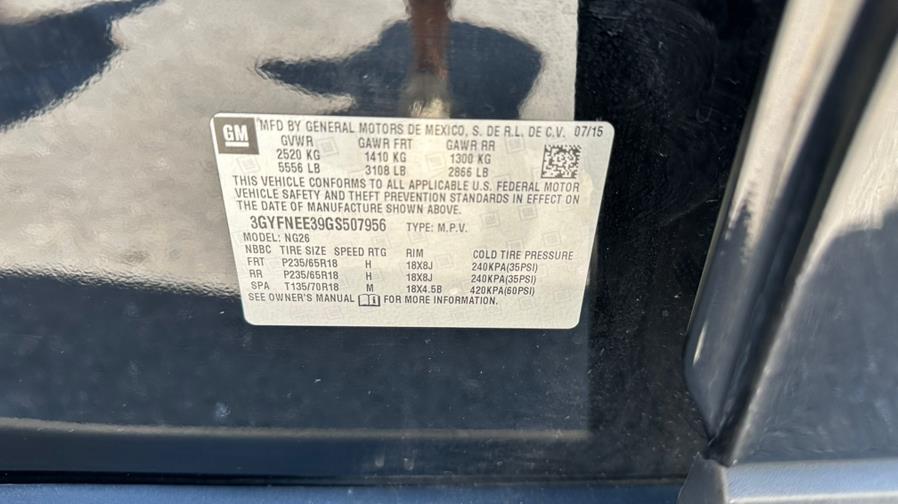 GM MFD BY GENERAL MOTORS DE MEXICO, S. DE R.L. DE C.V. 07/15
GVWR GAWR FRT GAWR RR
2520 KG 1410 KG 1300 KG
5556 LB 3108 LB 2866 LB
THIS VEHICLE CONFORMS TO ALL APPLICABLE U.S. FEDERAL MOTOR
VEHICLE SAFETY AND THEFT PREVENTION STANDARDS IN EFFECT ON
THE DATE OF MANUFACTURE SHOWN ABOVE.
3GYFNEE39GS507956 TYPE: M.P.V.
MODEL: NG26
NBBC TIRE SIZE SPEED RTG RIM COLD TIRE PRESSURE
FRT P235/65R18 H 18X8J 240KPA(35PSI)
RR P235/65R18 H 18X8J 240KPA(35PSI)
SPA T135/70R18 M 18X4.5B 420KPA(60PSI)
SEE OWNER'S MANUAL FOR MORE INFORMATION